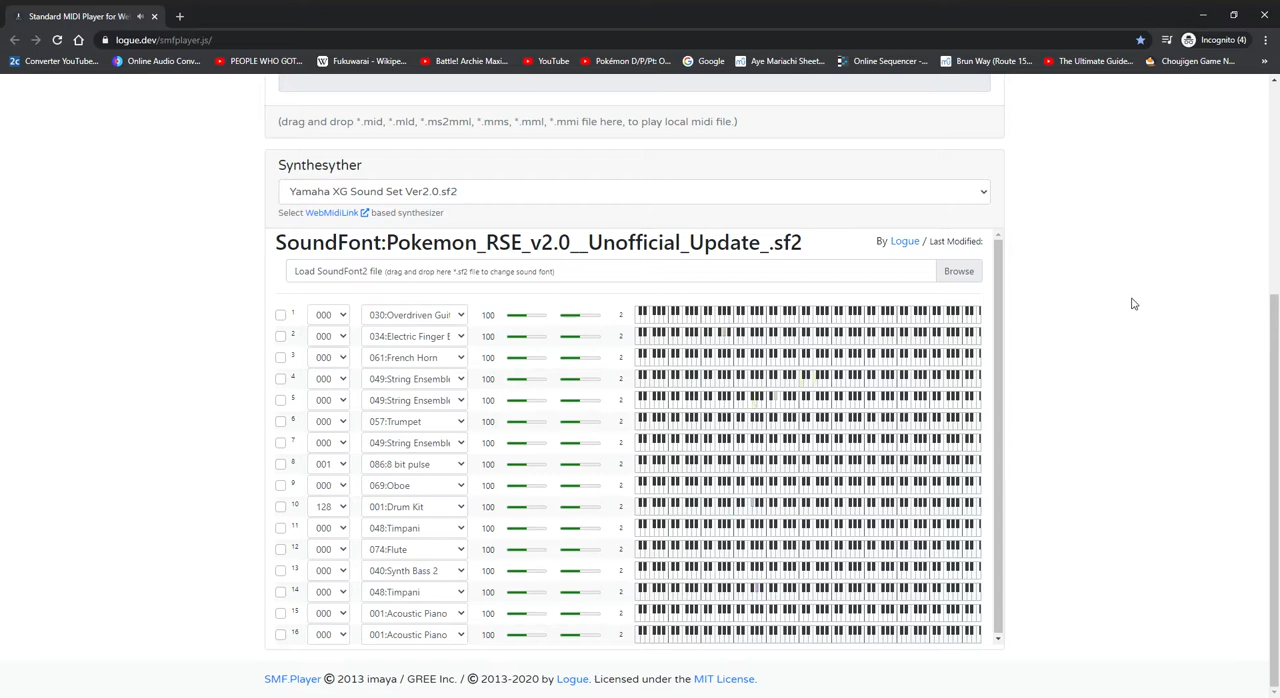 Standard MIDI Player for We
logue.dev/smfplayer.js/
Incognito (4)
Converter YouTube...
Online Audio Conv...
PEOPLE WHO GOT...
Fukuwarai - Wikipe...
Battle! Archie Maxi...
YouTube
Pokémon D/P/Pt: O...
Google
Aye Mariachi Sheet...
Online Sequencer -...
Brun Way (Route 15...
The Ultimate Guide...
Choujigen Game N...
»
(drag and drop *.mid, *.mld, *.ms2mml, *.mms, *.mml, *.mmi file here, to play local midi file.)
Synthesyther
Yamaha XG Sound Set Ver2.0.sf2
Select WebMidiLink based synthesizer
SoundFont:Pokemon_RSE_v2.0__Unofficial_Update_.sf2
By Logue / Last Modified:
Load SoundFont2 file (drag and drop here *.sf2 file to change sound font)
Browse
1 000 030:Overdriven Guit 100 2
2 000 034:Electric Finger E 100 2
3 000 061:French Horn 100 2
4 000 049:String Ensemble 100 2
5 000 049:String Ensemble 100 2
6 000 057:Trumpet 100 2
7 000 049:String Ensemble 100 2
8 001 086:8 bit pulse 100 2
9 000 069:Oboe 100 2
10 128 001:Drum Kit 100 2
11 000 048:Timpani 100 2
12 000 074:Flute 100 2
13 000 040:Synth Bass 2 100 2
14 000 048:Timpani 100 2
15 000 001:Acoustic Piano 100 2
16 000 001:Acoustic Piano 100 2
SMF.Player © 2013 imaya / GREE Inc. / © 2013-2020 by Logue. Licensed under the MIT License.